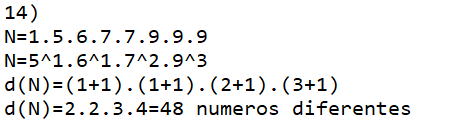 14)
N=1.5.6.7.7.9.9.9
N=5^1.6^1.7^2.9^3
d(N)=(1+1).(1+1).(2+1).(3+1)
d(N)=2.2.3.4=48 numeros diferentes